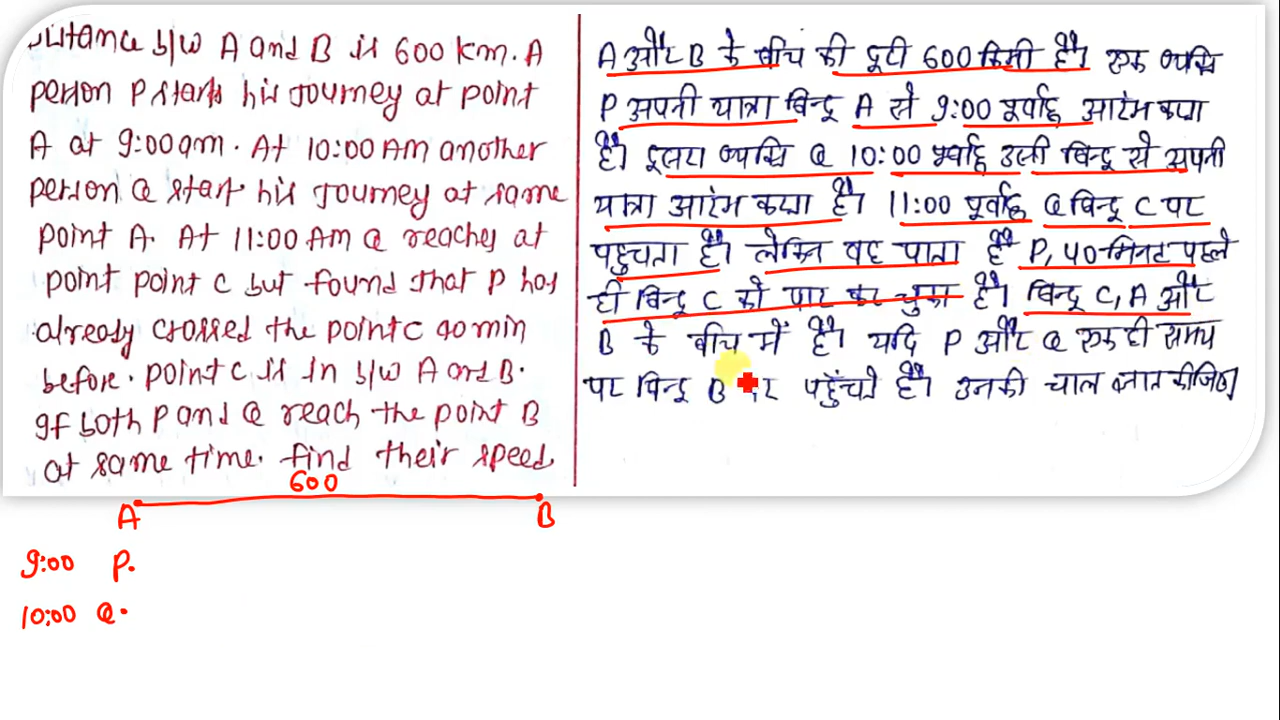 distance b/w A and B is 600 km. A
person P starts his Journey at point
A at 9:00am. At 10:00 AM another
person Q start his Journey at same
point A. At 11:00 Am Q reaches at
point point C but found that P has
already crossed the point C 40 min
before. point C is in b/w A and B.
If both P and Q reach the point B
at same time. find their speed.
A और B के बीच की दूरी 600 किमी है। एक व्यक्ति
P अपनी यात्रा बिन्दू A से 9:00 पूर्वाह्न आरंभ करता
है। दूसरा व्यक्ति Q 10:00 पूर्वाह्न उसी बिन्दू से अपनी
यात्रा आरंभ करता है। 11:00 पूर्वाह्न Q बिन्दू C पर
पहुंचता है। लेकिन वह पाता है P, 40 मिनट पहले
ही बिन्दू C को पार कर चुका है। बिन्दू C, A और
B के बीच में है। यदि P और Q एक ही समय
पर बिन्दू B पर पहुँचते है। उनकी चाल ज्ञात कीजिए।
600
A B
9:00 P.
10:00 Q.